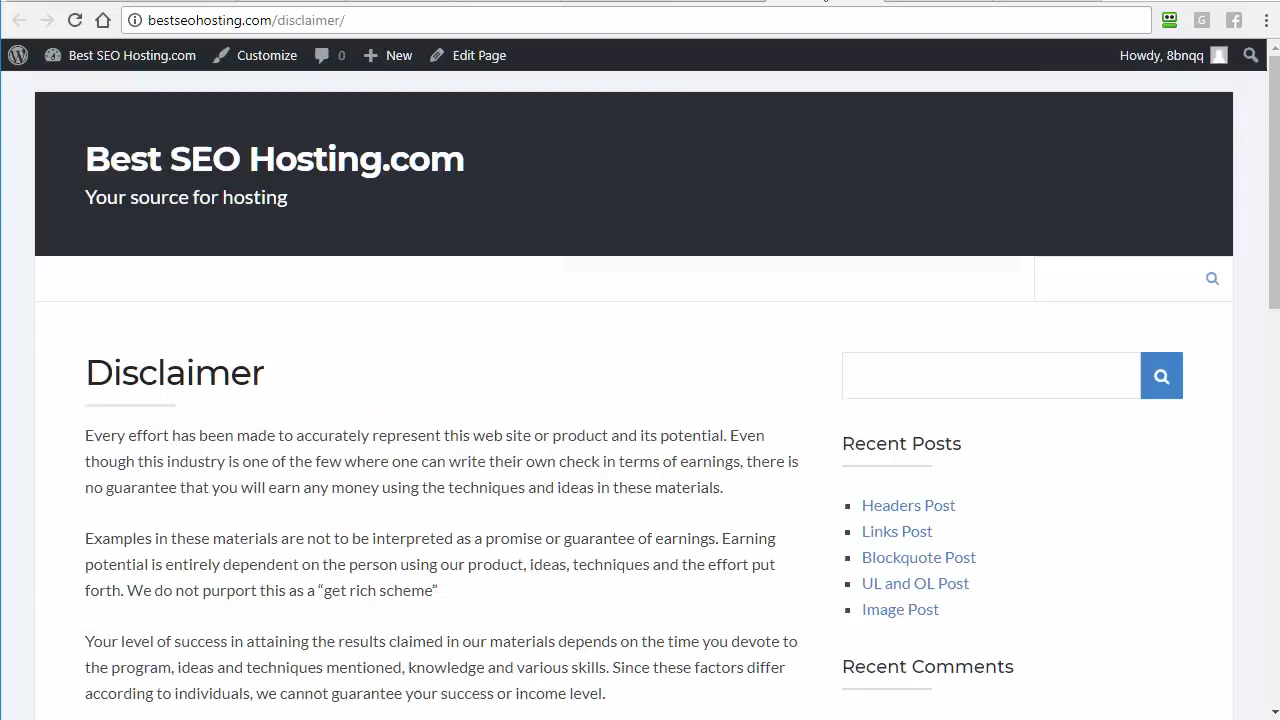 bestseohosting.com/disclaimer/
Best SEO Hosting.com
Customize
0
New
Edit Page
Howdy, 8bnqq
Best SEO Hosting.com
Your source for hosting
Disclaimer
Every effort has been made to accurately represent this web site or product and its potential. Even
though this industry is one of the few where one can write their own check in terms of earnings, there is
no guarantee that you will earn any money using the techniques and ideas in these materials.
Examples in these materials are not to be interpreted as a promise or guarantee of earnings. Earning
potential is entirely dependent on the person using our product, ideas, techniques and the effort put
forth. We do not purport this as a “get rich scheme”
Your level of success in attaining the results claimed in our materials depends on the time you devote to
the program, ideas and techniques mentioned, knowledge and various skills. Since these factors differ
according to individuals, we cannot guarantee your success or income level.
Recent Posts
Headers Post
Links Post
Blockquote Post
UL and OL Post
Image Post
Recent Comments